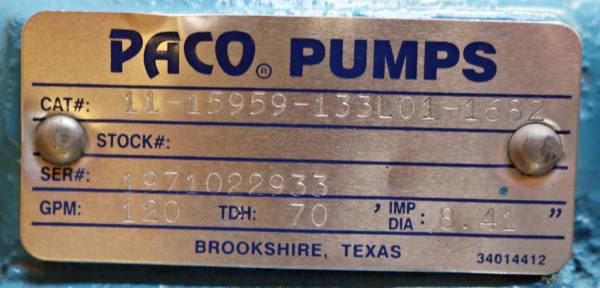 PACO® PUMPS
CAT#: 11-15959-133L01-1682
STOCK#:
SER#: 1971022933
GPM: 120 TDH: 70 ' IMP DIA: 8.41 "
BROOKSHIRE, TEXAS 34014412